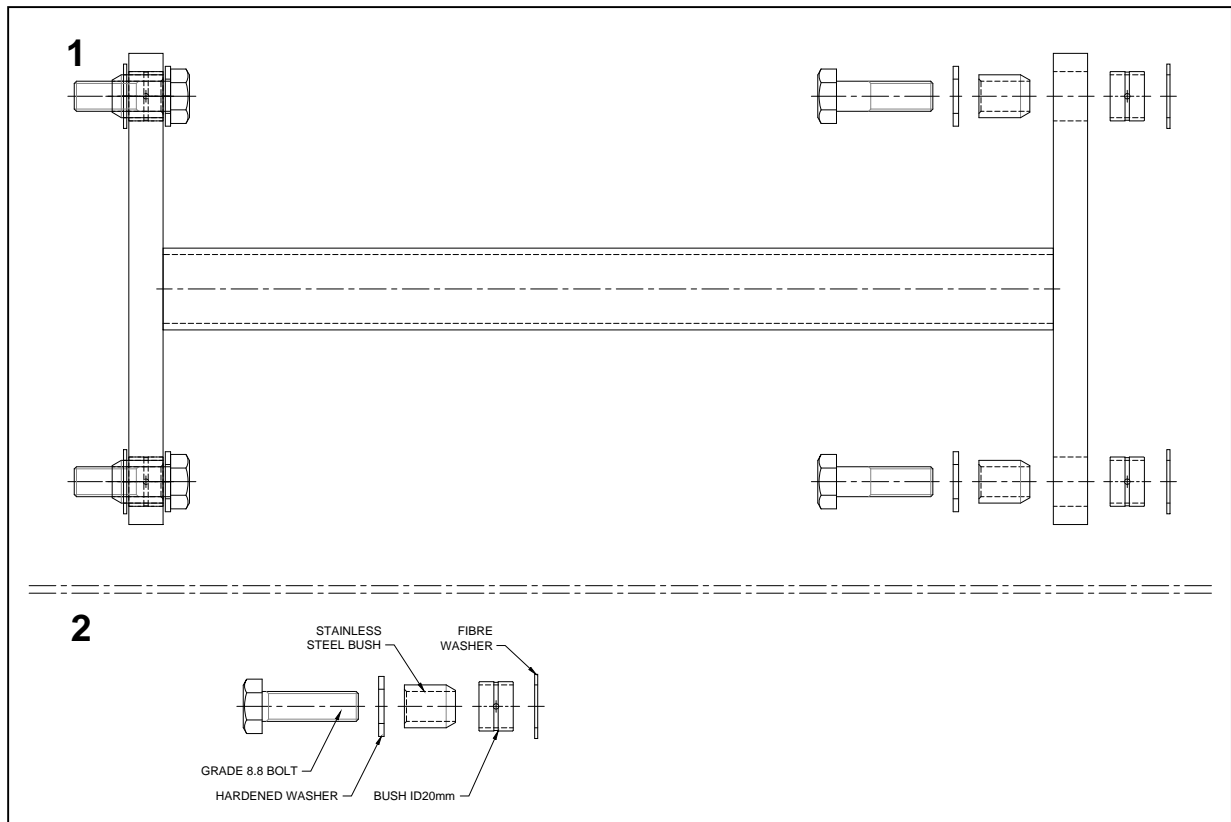 1
2
STAINLESS
STEEL BUSH
FIBRE
WASHER
GRADE 8.8 BOLT
HARDENED WASHER
BUSH ID20mm